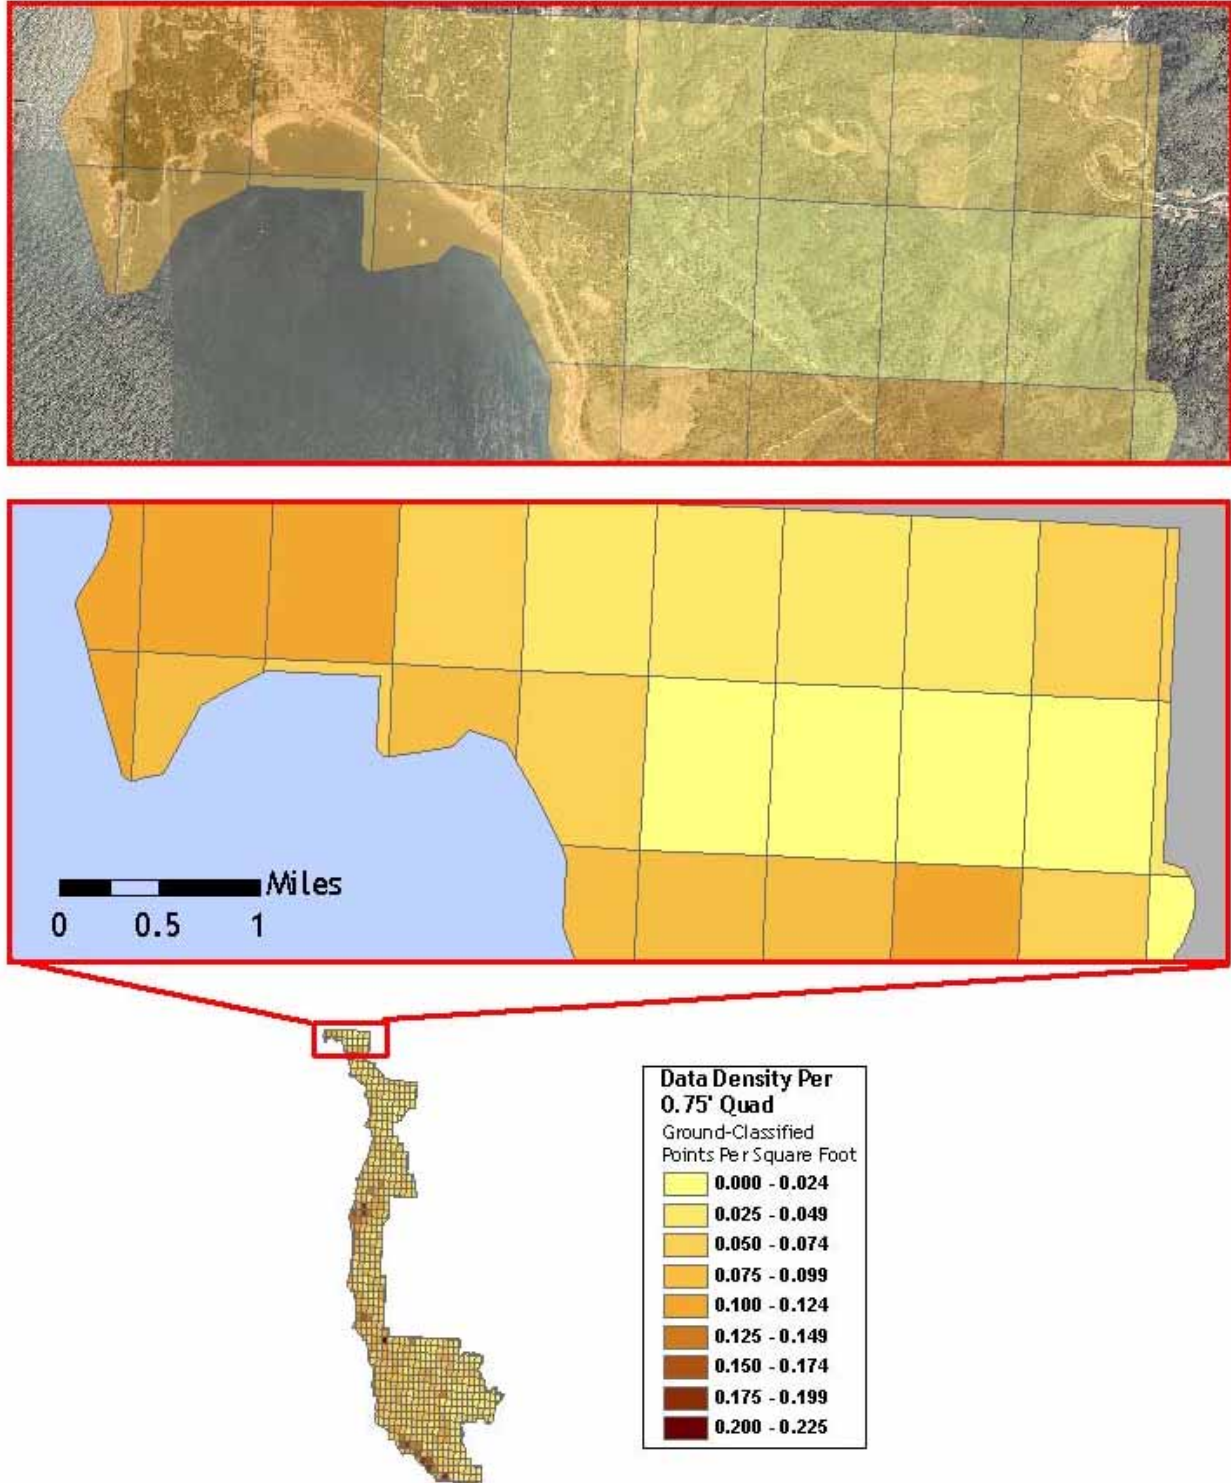 Miles
0 0.5 1
Data Density Per
0.75' Quad
Ground-Classified
Points Per Square Foot
0.000 - 0.024
0.025 - 0.049
0.050 - 0.074
0.075 - 0.099
0.100 - 0.124
0.125 - 0.149
0.150 - 0.174
0.175 - 0.199
0.200 - 0.225